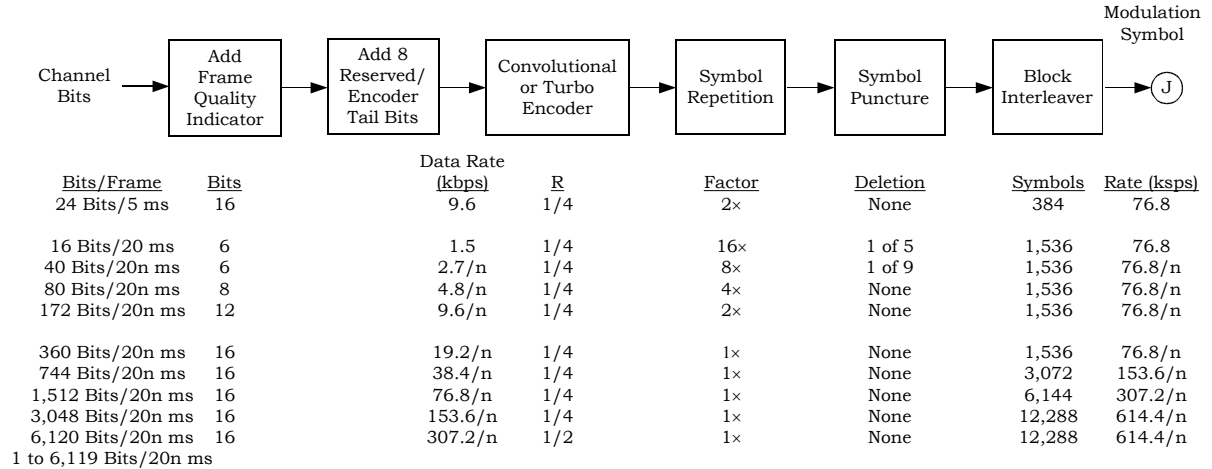 Modulation
Symbol
Channel
Bits
Add
Frame
Quality
Indicator
Add 8
Reserved/
Encoder
Tail Bits
Convolutional
or Turbo
Encoder
Symbol
Repetition
Symbol
Puncture
Block
Interleaver
J
Data Rate
Bits/Frame Bits (kbps) R Factor Deletion Symbols Rate (ksps)
24 Bits/5 ms 16 9.6 1/4 2× None 384 76.8
16 Bits/20 ms 6 1.5 1/4 16× 1 of 5 1,536 76.8
40 Bits/20n ms 6 2.7/n 1/4 8× 1 of 9 1,536 76.8/n
80 Bits/20n ms 8 4.8/n 1/4 4× None 1,536 76.8/n
172 Bits/20n ms 12 9.6/n 1/4 2× None 1,536 76.8/n
360 Bits/20n ms 16 19.2/n 1/4 1× None 1,536 76.8/n
744 Bits/20n ms 16 38.4/n 1/4 1× None 3,072 153.6/n
1,512 Bits/20n ms 16 76.8/n 1/4 1× None 6,144 307.2/n
3,048 Bits/20n ms 16 153.6/n 1/4 1× None 12,288 614.4/n
6,120 Bits/20n ms 16 307.2/n 1/2 1× None 12,288 614.4/n
1 to 6,119 Bits/20n ms